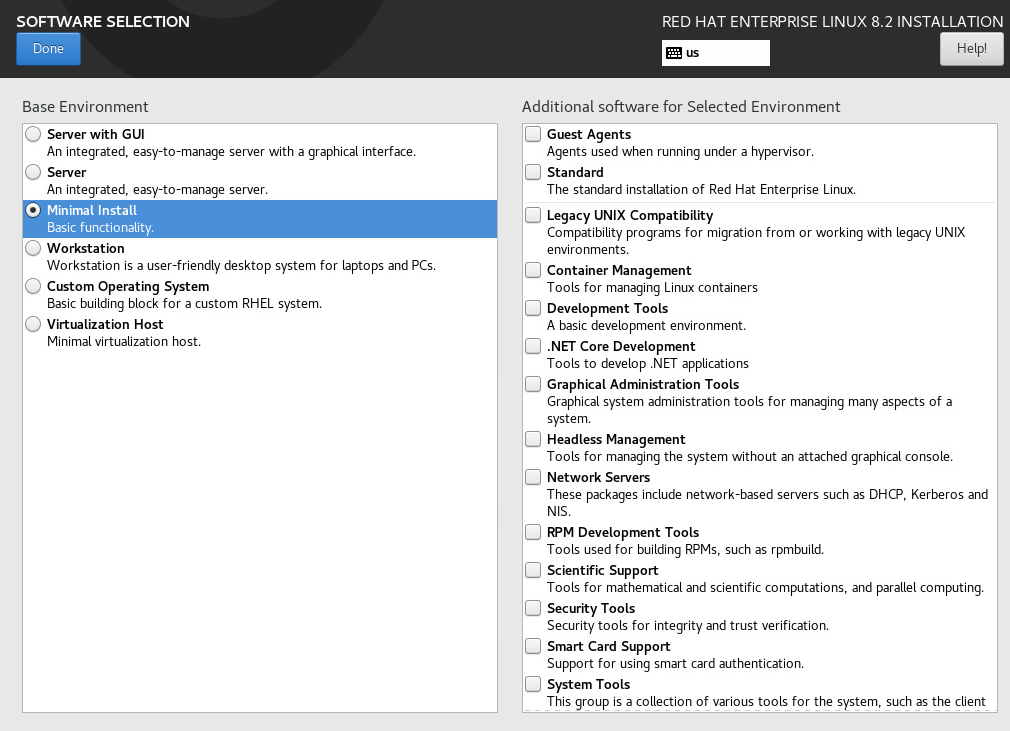 SOFTWARE SELECTION
RED HAT ENTERPRISE LINUX 8.2 INSTALLATION
Done
us
Help!
Base Environment
Server with GUI
An integrated, easy-to-manage server with a graphical interface.
Server
An integrated, easy-to-manage server.
Minimal Install
Basic functionality.
Workstation
Workstation is a user-friendly desktop system for laptops and PCs.
Custom Operating System
Basic building block for a custom RHEL system.
Virtualization Host
Minimal virtualization host.
Additional software for Selected Environment
Guest Agents
Agents used when running under a hypervisor.
Standard
The standard installation of Red Hat Enterprise Linux.
Legacy UNIX Compatibility
Compatibility programs for migration from or working with legacy UNIX
environments.
Container Management
Tools for managing Linux containers
Development Tools
A basic development environment.
.NET Core Development
Tools to develop .NET applications
Graphical Administration Tools
Graphical system administration tools for managing many aspects of a
system.
Headless Management
Tools for managing the system without an attached graphical console.
Network Servers
These packages include network-based servers such as DHCP, Kerberos and
NIS.
RPM Development Tools
Tools used for building RPMs, such as rpmbuild.
Scientific Support
Tools for mathematical and scientific computations, and parallel computing.
Security Tools
Security tools for integrity and trust verification.
Smart Card Support
Support for using smart card authentication.
System Tools
This group is a collection of various tools for the system, such as the client